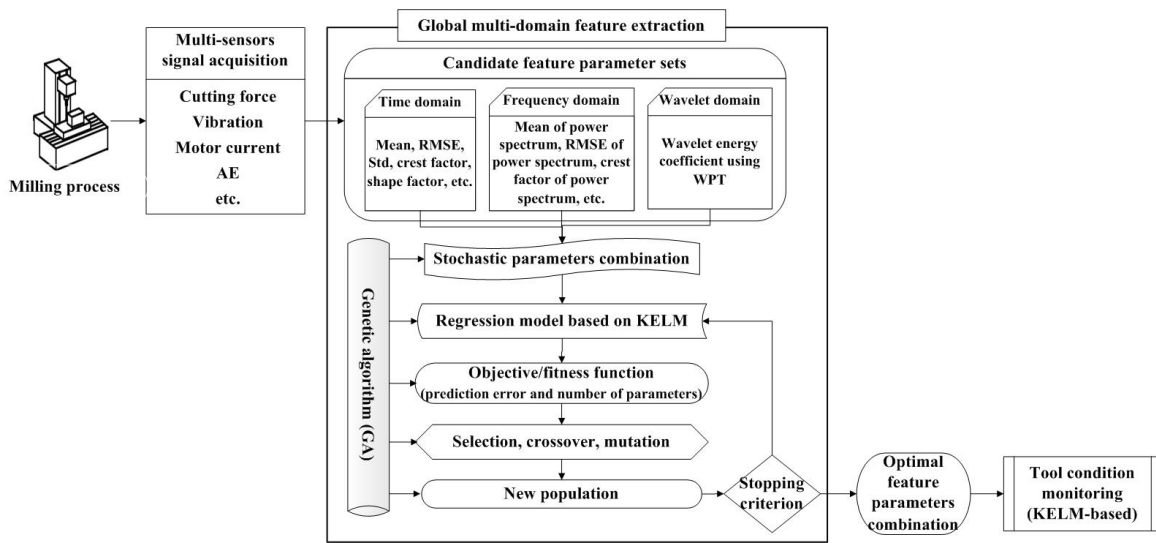 Milling process
Multi-sensors
signal acquisition
Cutting force
Vibration
Motor current
AE
etc.
Global multi-domain feature extraction
Candidate feature parameter sets
Time domain
Mean, RMSE,
Std, crest factor,
shape factor, etc.
Frequency domain
Mean of power
spectrum, RMSE of
power spectrum, crest
factor of power
spectrum, etc.
Wavelet domain
Wavelet energy
coefficient using
WPT
Genetic algorithm (GA)
Stochastic parameters combination
Regression model based on KELM
Objective/fitness function
(prediction error and number of parameters)
Selection, crossover, mutation
New population
Stopping
criterion
Optimal
feature
parameters
combination
Tool condition
monitoring
(KELM-based)